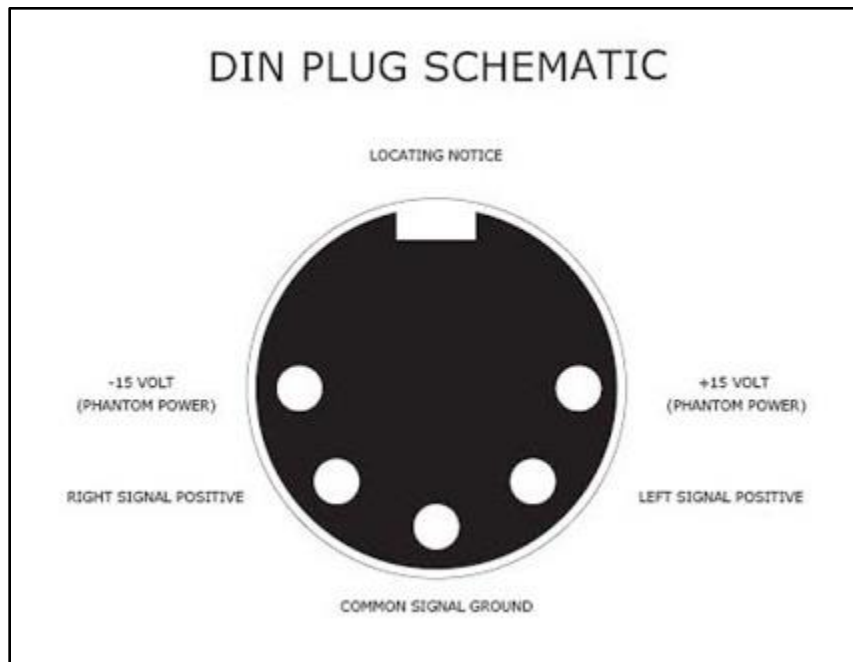 DIN PLUG SCHEMATIC
LOCATING NOTICE
-15 VOLT
(PHANTOM POWER)
+15 VOLT
(PHANTOM POWER)
RIGHT SIGNAL POSITIVE
LEFT SIGNAL POSITIVE
COMMON SIGNAL GROUND